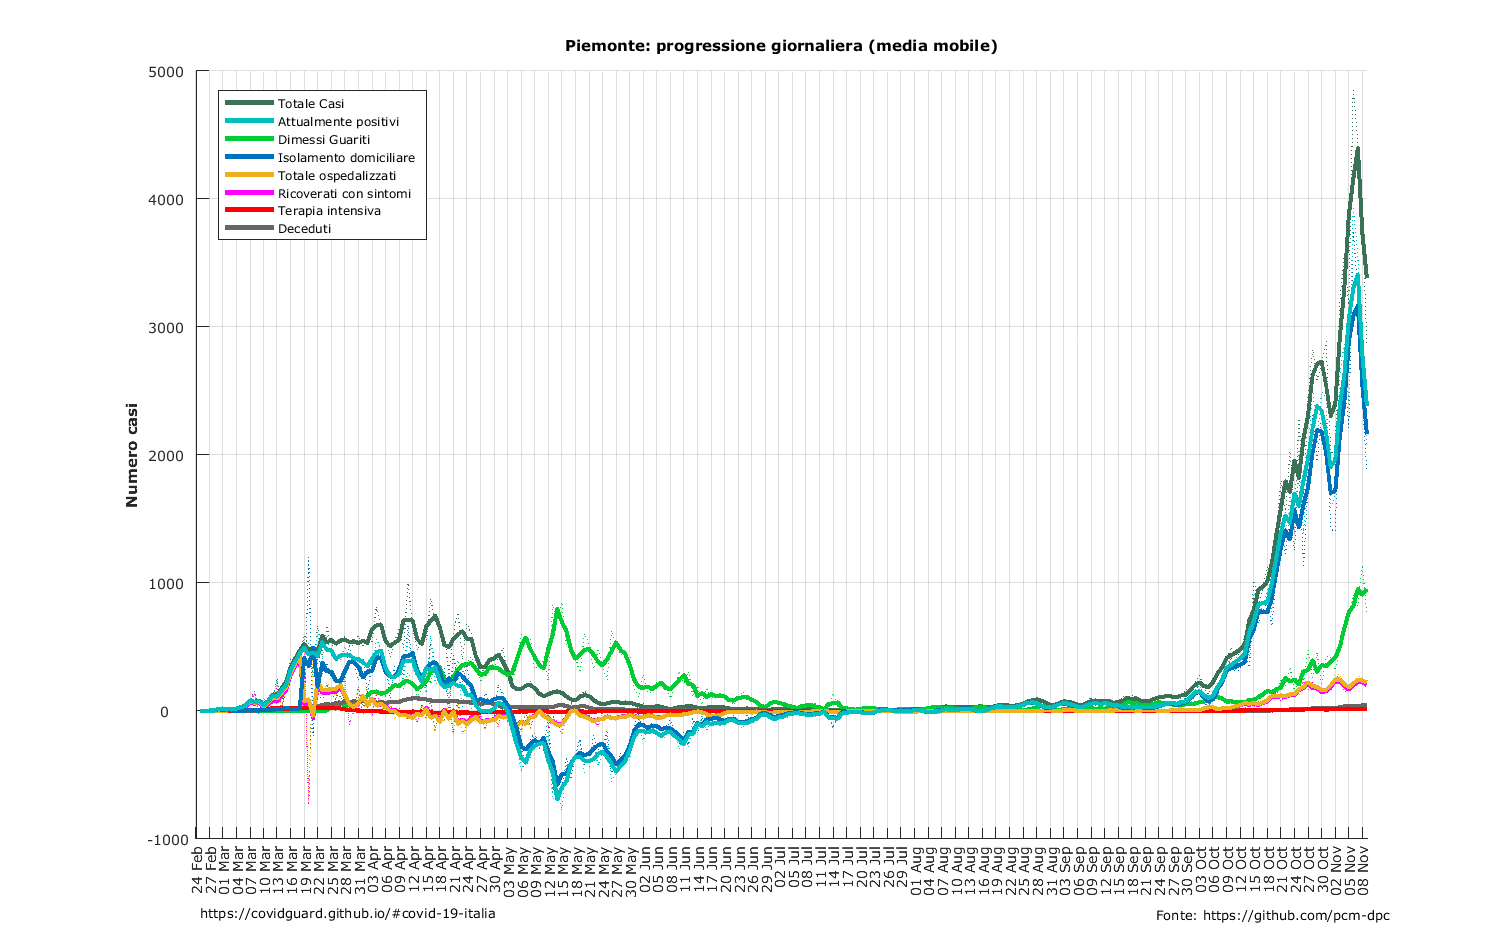 Piemonte: progressione giornaliera (media mobile)
5000
4000
3000
2000
1000
0
-1000
Numero casi
Totale Casi
Attualmente positivi
Dimessi Guariti
Isolamento domiciliare
Totale ospedalizzati
Ricoverati con sintomi
Terapia intensiva
Deceduti
24 Feb
27 Feb
01 Mar
04 Mar
07 Mar
10 Mar
13 Mar
16 Mar
19 Mar
22 Mar
25 Mar
28 Mar
31 Mar
03 Apr
06 Apr
09 Apr
12 Apr
15 Apr
18 Apr
21 Apr
24 Apr
27 Apr
30 Apr
03 May
06 May
09 May
12 May
15 May
18 May
21 May
24 May
27 May
30 May
02 Jun
05 Jun
08 Jun
11 Jun
14 Jun
17 Jun
20 Jun
23 Jun
26 Jun
29 Jun
02 Jul
05 Jul
08 Jul
11 Jul
14 Jul
17 Jul
20 Jul
23 Jul
26 Jul
29 Jul
01 Aug
04 Aug
07 Aug
10 Aug
13 Aug
16 Aug
19 Aug
22 Aug
25 Aug
28 Aug
31 Aug
03 Sep
06 Sep
09 Sep
12 Sep
15 Sep
18 Sep
21 Sep
24 Sep
27 Sep
30 Sep
03 Oct
06 Oct
09 Oct
12 Oct
15 Oct
18 Oct
21 Oct
24 Oct
27 Oct
30 Oct
02 Nov
05 Nov
08 Nov
https://covidguard.github.io/#covid-19-italia
Fonte: https://github.com/pcm-dpc